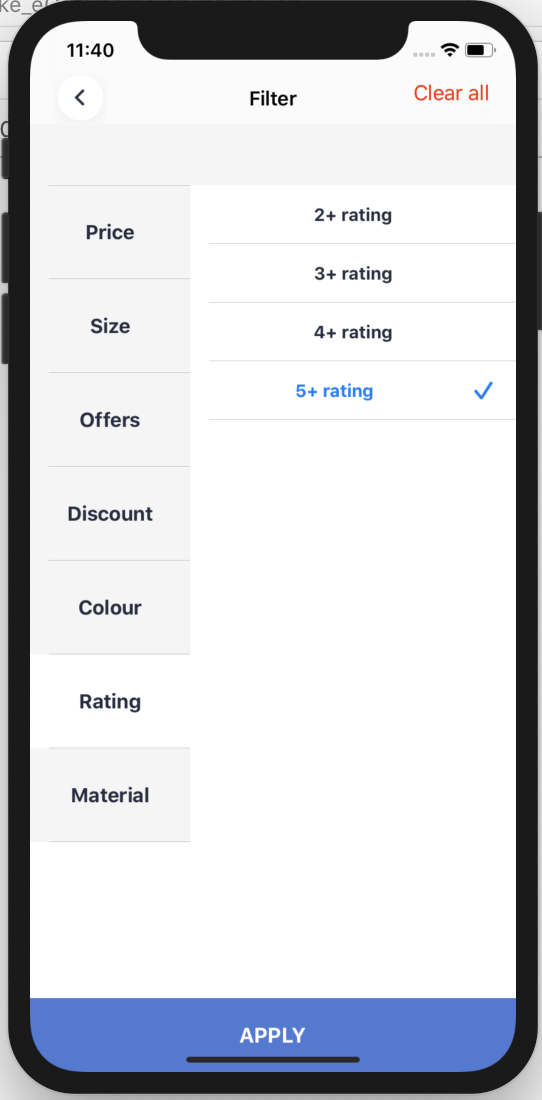 11:40
Filter
Clear all
Price
Size
Offers
Discount
Colour
Rating
Material
2+ rating
3+ rating
4+ rating
5+ rating
APPLY